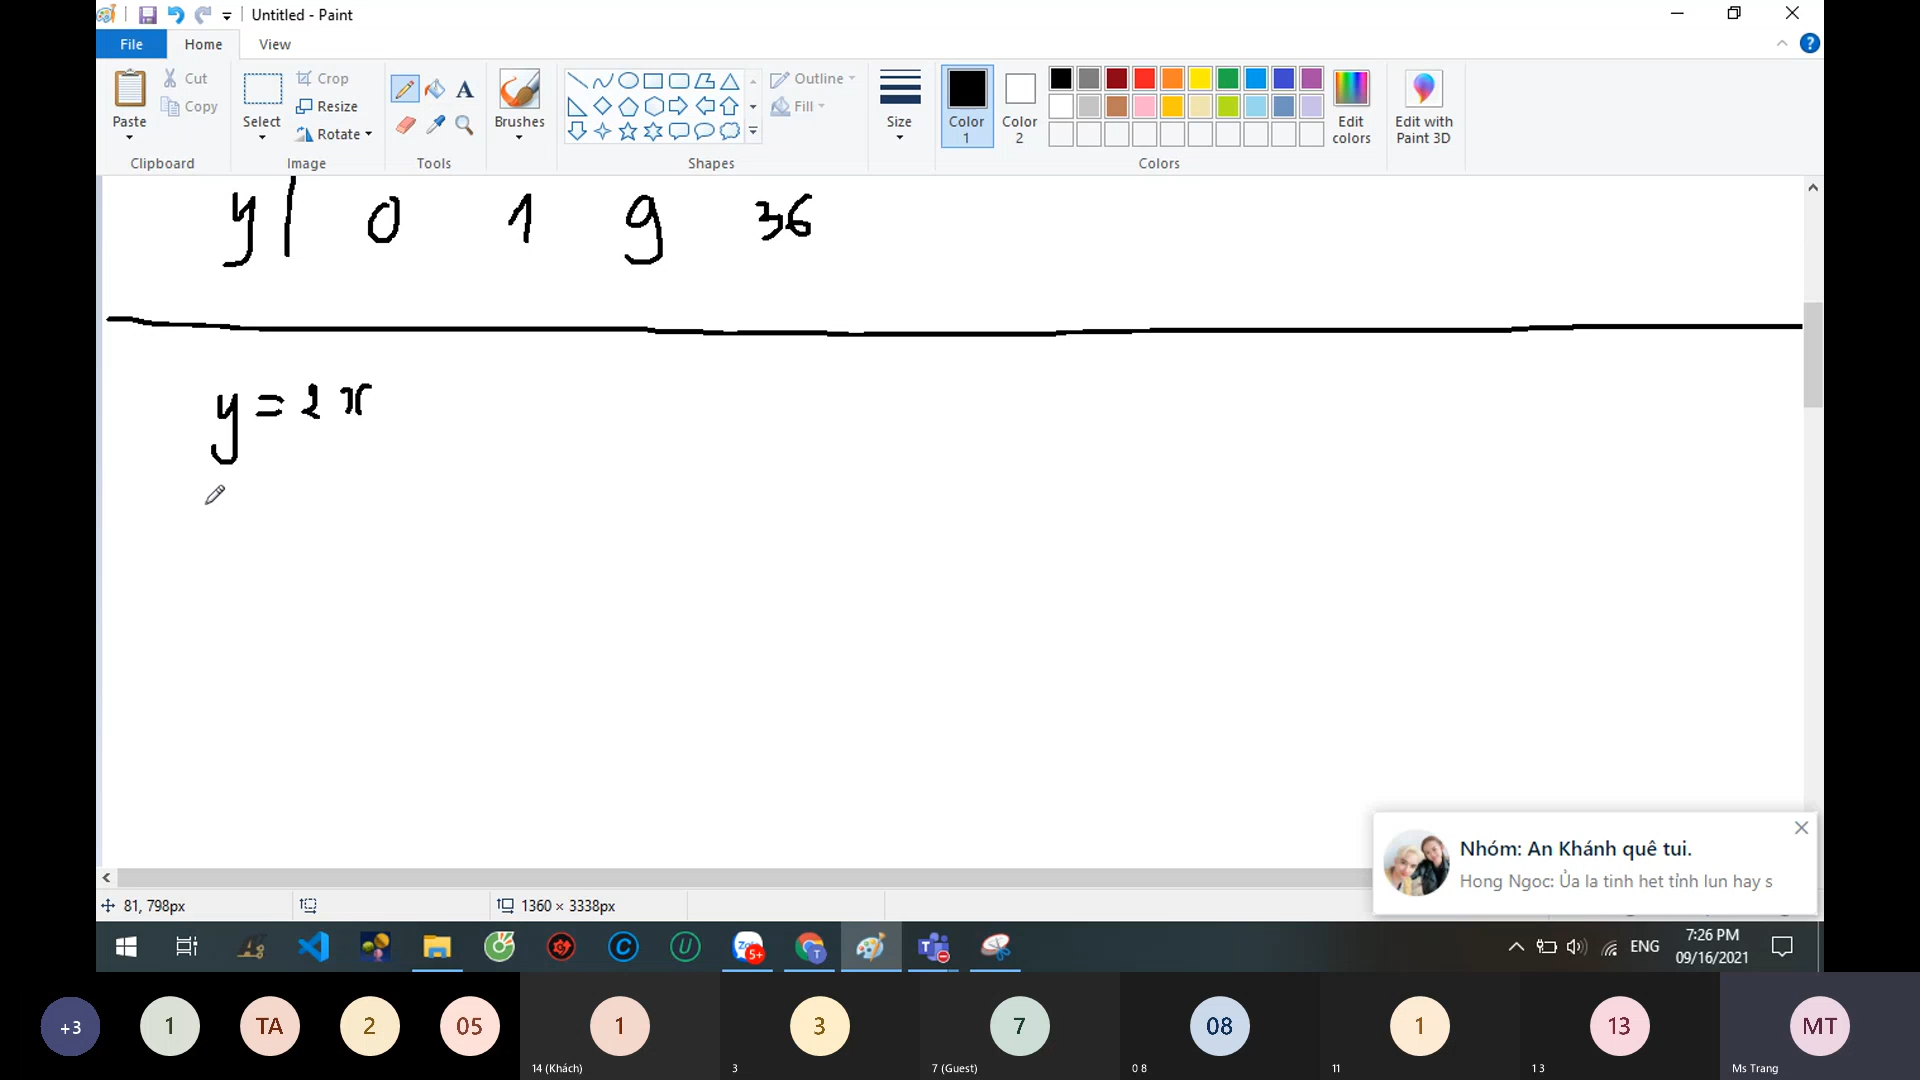 Untitled - Paint
File Home View
Paste Cut Copy Clipboard
Select Crop Resize Rotate Image
Tools
Brushes
Shapes
Outline Fill
Size
Color 1
Color 2
Edit colors
Colors
Edit with Paint 3D
y | 0 1 9 36
y = 2x
Nhóm: An Khánh quê tui.
Hong Ngoc: Ủa la tinh het tỉnh lun hay s
81, 798px
1360 × 3338px
Zalo 5+
T
C
U
ENG
7:26 PM
09/16/2021
+3 1 TA 2 05 1 3 7 08 1 13 MT
14 (Khách) 3 7 (Guest) 0 8 11 1 3 Ms Trang